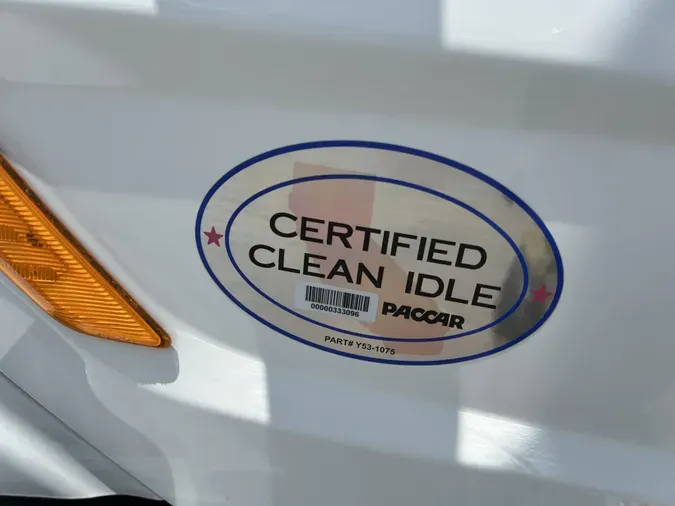 CERTIFIED
CLEAN IDLE
00000333096
PACCAR
PART# Y53-1075